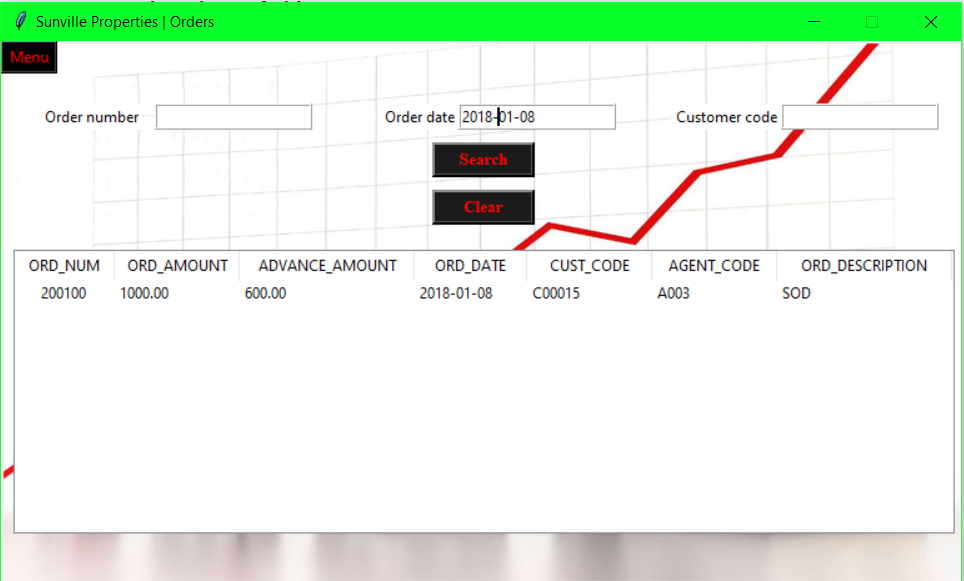 Sunville Properties | Orders
Menu
Order number Order date 2018-01-08 Customer code
Search
Clear
ORD_NUM ORD_AMOUNT ADVANCE_AMOUNT ORD_DATE CUST_CODE AGENT_CODE ORD_DESCRIPTION
200100 1000.00 600.00 2018-01-08 C00015 A003 SOD